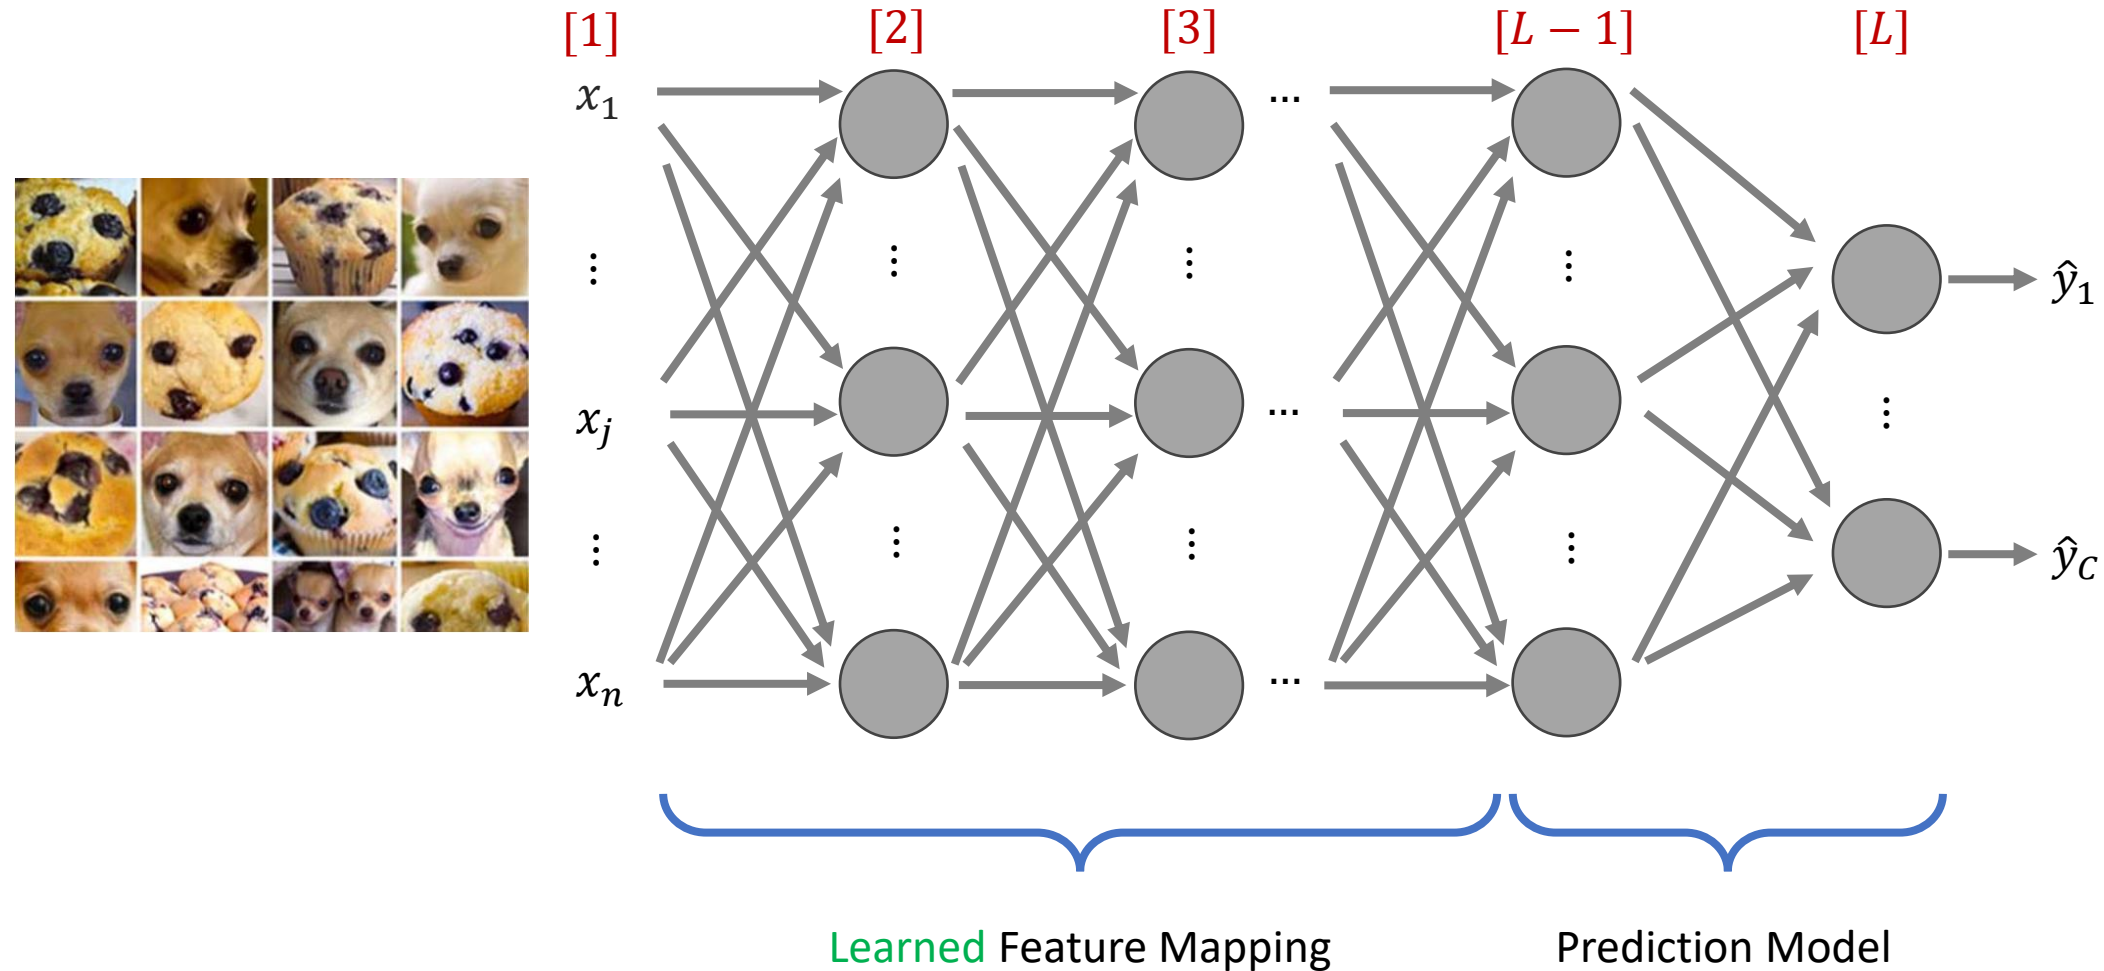 [1] [2] [3] [L − 1] [L]
x₁ ...
⋮ ⋮ ⋮ ⋮ ŷ₁
xⱼ ... ⋮
⋮ ⋮ ⋮ ⋮ ŷ_C
xₙ ...
Learned Feature Mapping Prediction Model